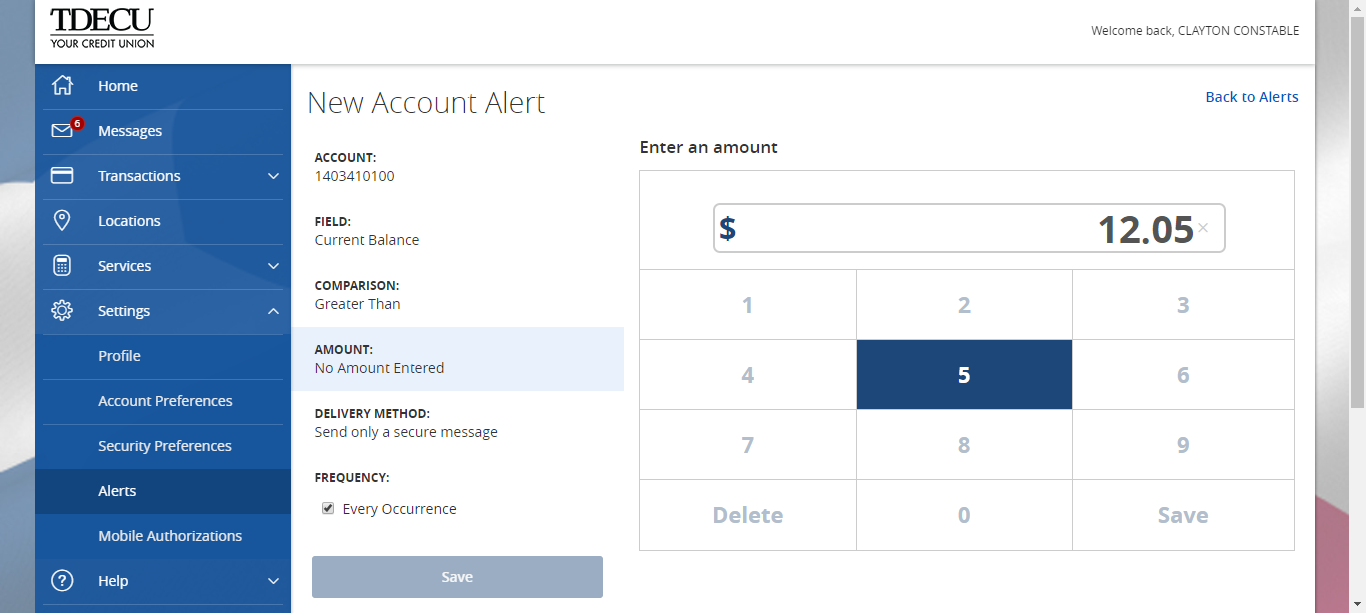 TDECU
YOUR CREDIT UNION
Welcome back, CLAYTON CONSTABLE
Home
6
Messages
Transactions
Locations
Services
Settings
Profile
Account Preferences
Security Preferences
Alerts
Mobile Authorizations
?
Help
New Account Alert
Back to Alerts
ACCOUNT:
1403410100
FIELD:
Current Balance
COMPARISON:
Greater Than
AMOUNT:
No Amount Entered
DELIVERY METHOD:
Send only a secure message
FREQUENCY:
Every Occurrence
Save
Enter an amount
$ 12.05 ×
1 2 3
4 5 6
7 8 9
Delete 0 Save